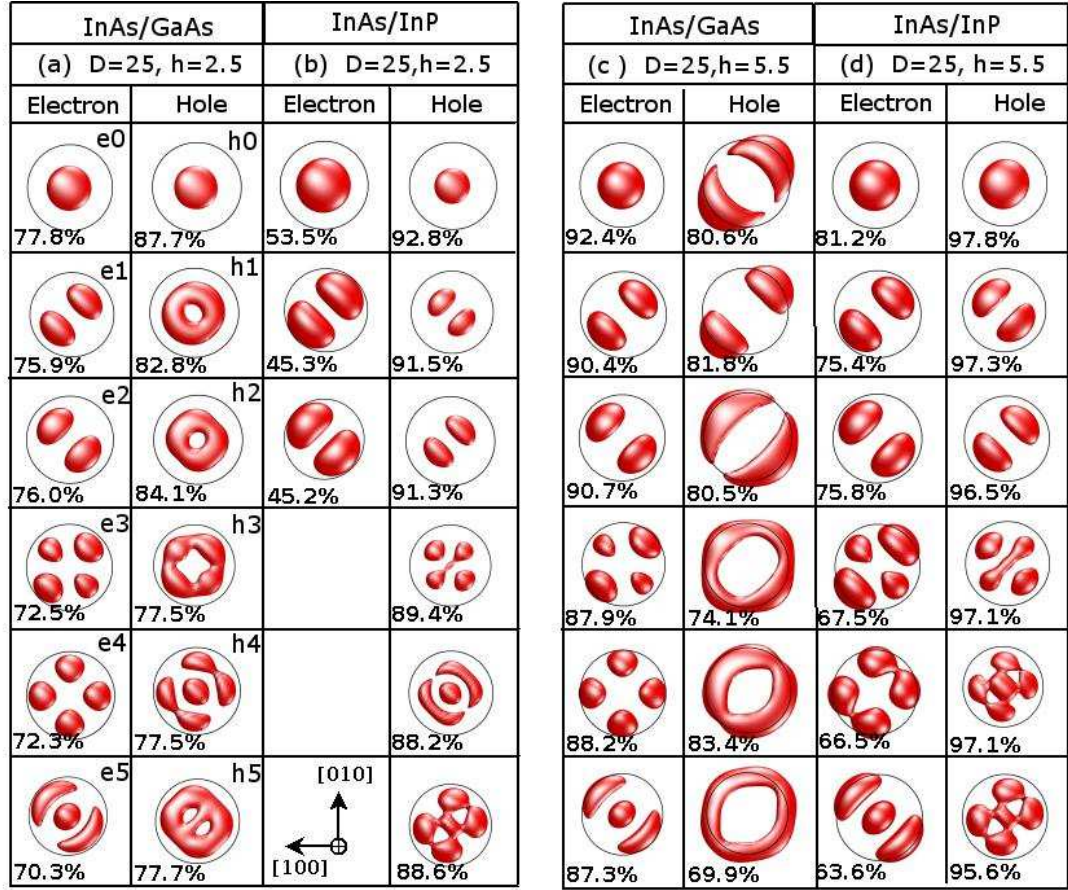 InAs/GaAs InAs/InP InAs/GaAs InAs/InP
(a) D=25, h=2.5 (b) D=25,h=2.5 (c ) D=25,h=5.5 (d) D=25, h=5.5
Electron Hole Electron Hole Electron Hole Electron Hole
e0 h0
77.8% 87.7% 53.5% 92.8% 92.4% 80.6% 81.2% 97.8%
e1 h1
75.9% 82.8% 45.3% 91.5% 90.4% 81.8% 75.4% 97.3%
e2 h2
76.0% 84.1% 45.2% 91.3% 90.7% 80.5% 75.8% 96.5%
e3 h3
72.5% 77.5% 89.4% 87.9% 74.1% 67.5% 97.1%
e4 h4
72.3% 77.5% 88.2% 88.2% 83.4% 66.5% 97.1%
e5 h5 [010]
[100]
70.3% 77.7% 88.6% 87.3% 69.9% 63.6% 95.6%